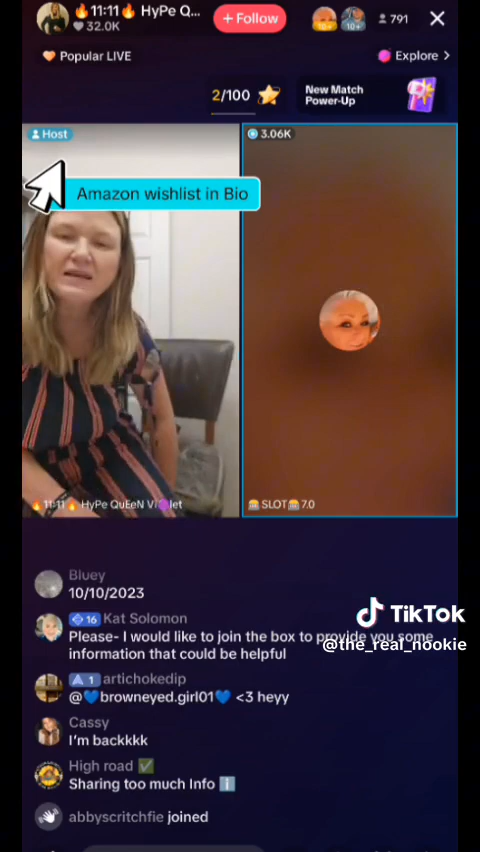 🔥11:11🔥 HyPe Q...
32.0K
+ Follow
10+
791
Popular LIVE
Explore >
2/100
New Match
Power-Up
Host
3.06K
Amazon wishlist in Bio
🔥11:11🔥 HyPe QuEeN Vi🟣let
🎰SLOT🎰7.0
Bluey
10/10/2023
16 Kat Solomon
Please- I would like to join the box to provide you some
information that could be helpful
TikTok
@the_real_nookie
1 artichokedip
@💙browneyed.girl01💙 <3 heyy
Cassy
I'm backkkk
High road ✅
Sharing too much Info ℹ️
abbyscritchfie joined